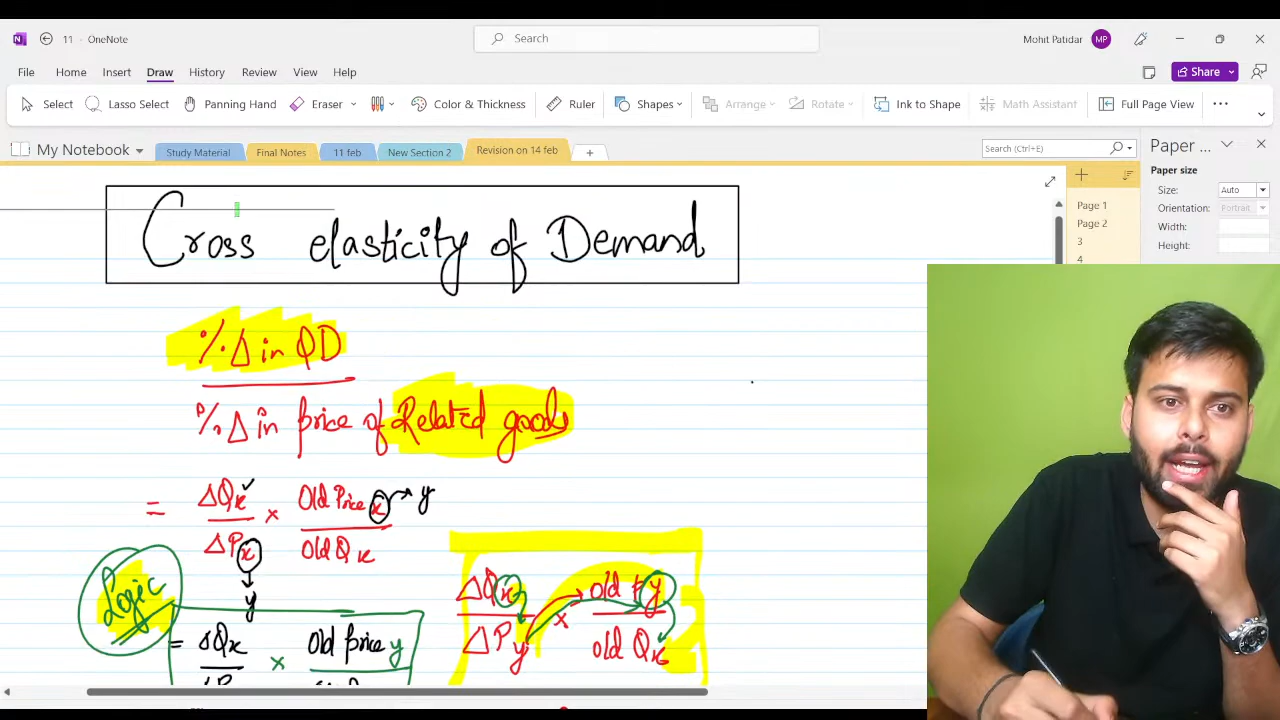 11 - OneNote
Search
Mohit Patidar MP
File Home Insert Draw History Review View Help
Share
Select Lasso Select Panning Hand Eraser Color & Thickness Ruler Shapes Arrange Rotate Ink to Shape Math Assistant Full Page View
My Notebook
Study Material Final Notes 11 feb New Section 2 Revision on 14 feb
Search (Ctrl+E)
Paper ...
Paper size
Size: Auto
Orientation: Portrait
Width:
Height:
Page 1
Page 2
3
4
Cross elasticity of Demand
% Δ in QD
% Δ in price of Related goods
= ΔQx × Old Price x → y
ΔPx Old Qx
y
Logic
= ΔQx × Old price y
ΔQx × old P y
ΔPy old Qx